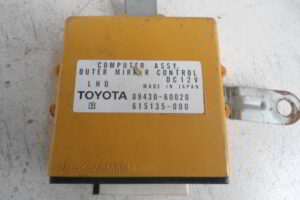 COMPUTER ASSY,
OUTER MIRROR CONTROL
DC12V
LHD MADE IN JAPAN
TOYOTA 89430-60020
615135-000